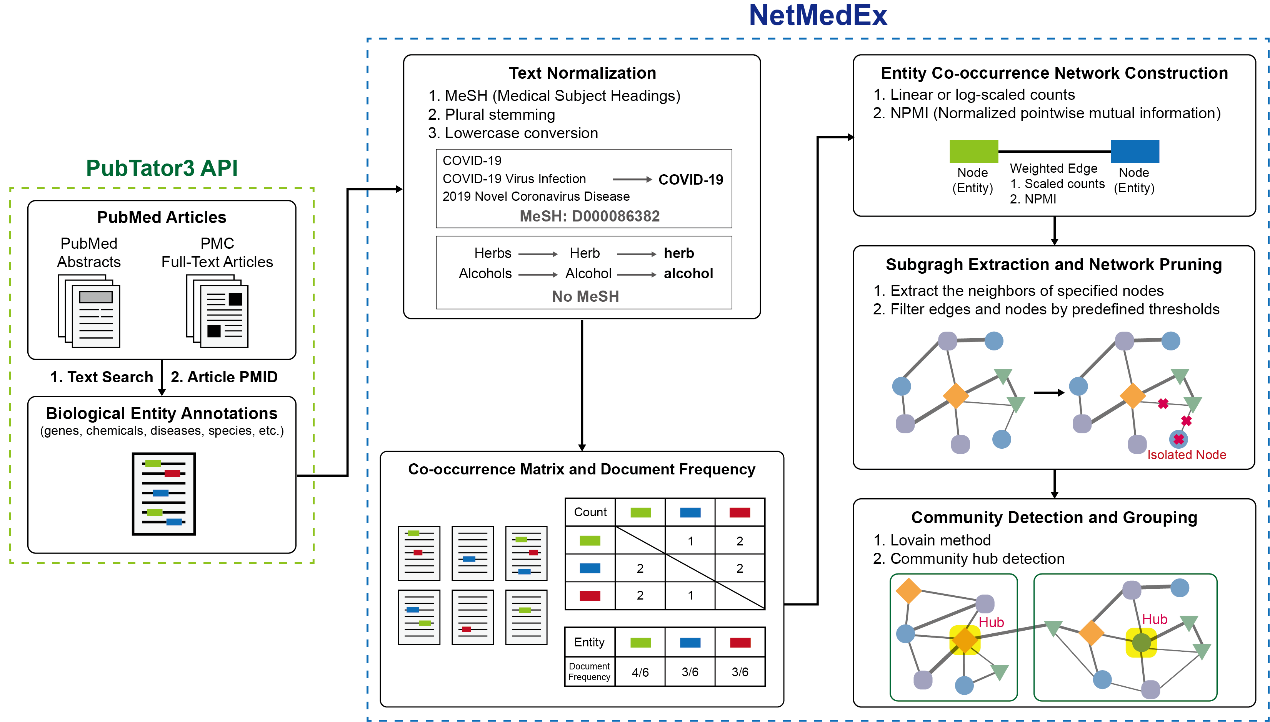 NetMedEx
PubTator3 API
PubMed Articles
PubMed
Abstracts
PMC
Full-Text Articles
1. Text Search
2. Article PMID
Biological Entity Annotations
(genes, chemicals, diseases, species, etc.)
Text Normalization
1. MeSH (Medical Subject Headings)
2. Plural stemming
3. Lowercase conversion
COVID-19
COVID-19 Virus Infection
2019 Novel Coronavirus Disease
COVID-19
MeSH: D000086382
Herbs Herb herb
Alcohols Alcohol alcohol
No MeSH
Co-occurrence Matrix and Document Frequency
Count
1 2
2 2
2 1
Entity
Document
Frequency
4/6 3/6 3/6
Entity Co-occurrence Network Construction
1. Linear or log-scaled counts
2. NPMI (Normalized pointwise mutual information)
Node
(Entity)
Weighted Edge
1. Scaled counts
2. NPMI
Node
(Entity)
Subgragh Extraction and Network Pruning
1. Extract the neighbors of specified nodes
2. Filter edges and nodes by predefined thresholds
Isolated Node
Community Detection and Grouping
1. Lovain method
2. Community hub detection
Hub
Hub